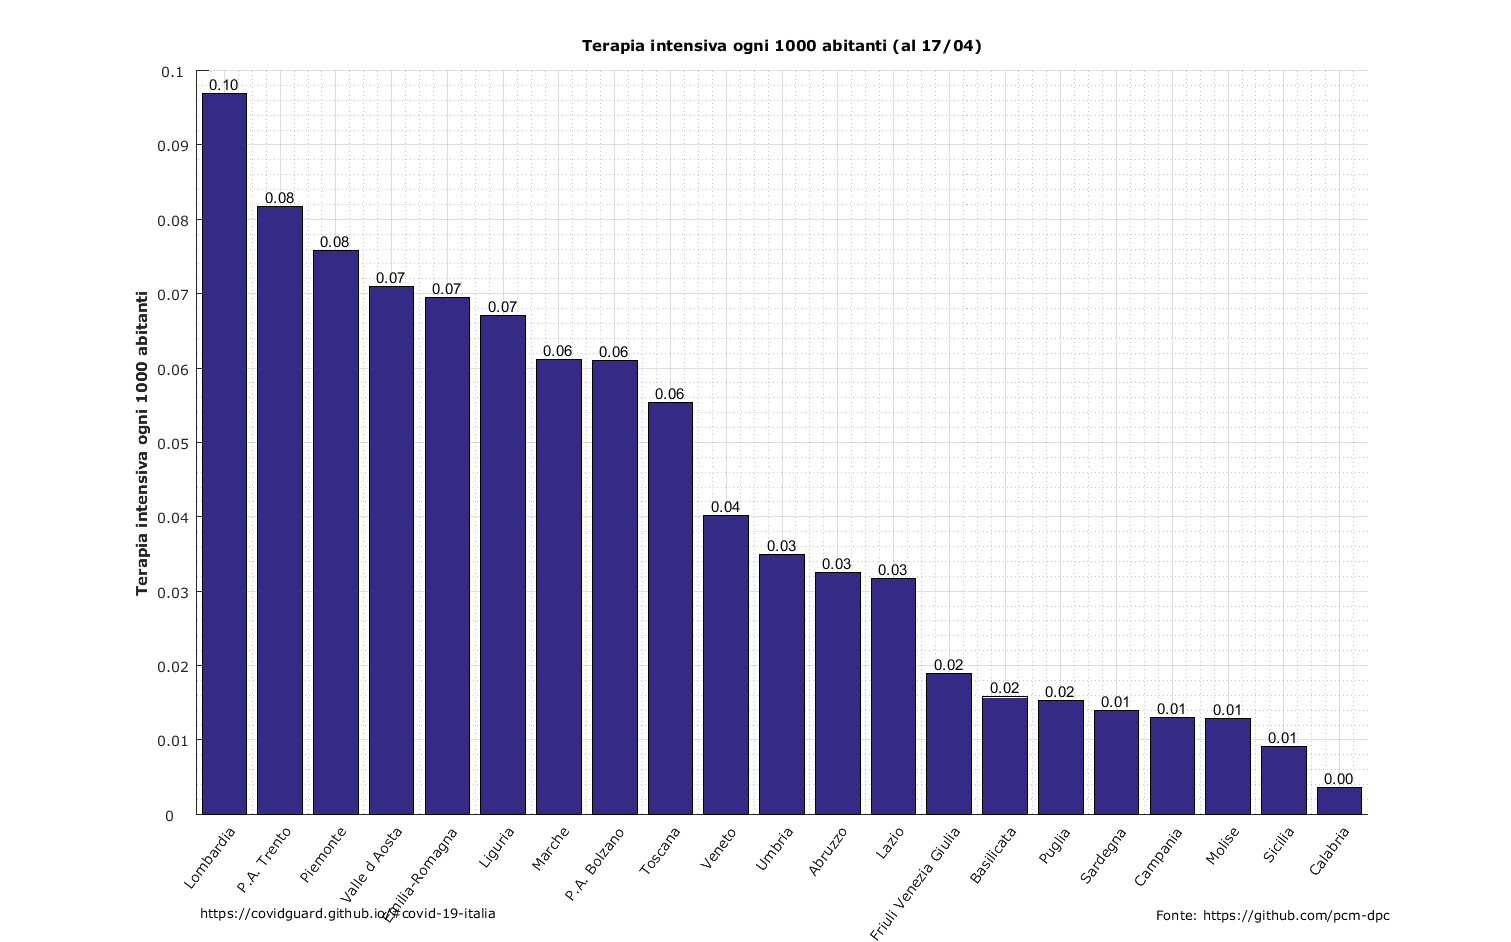 Terapia intensiva ogni 1000 abitanti (al 17/04)
Terapia intensiva ogni 1000 abitanti
0.1
0.09
0.08
0.07
0.06
0.05
0.04
0.03
0.02
0.01
0
0.10
0.08
0.08
0.07
0.07
0.07
0.06
0.06
0.06
0.04
0.03
0.03
0.03
0.02
0.02
0.02
0.01
0.01
0.01
0.01
0.00
Lombardia
P.A. Trento
Piemonte
Valle d Aosta
Emilia-Romagna
Liguria
Marche
P.A. Bolzano
Toscana
Veneto
Umbria
Abruzzo
Lazio
Friuli Venezia Giulia
Basilicata
Puglia
Sardegna
Campania
Molise
Sicilia
Calabria
https://covidguard.github.io/#covid-19-italia
Fonte: https://github.com/pcm-dpc